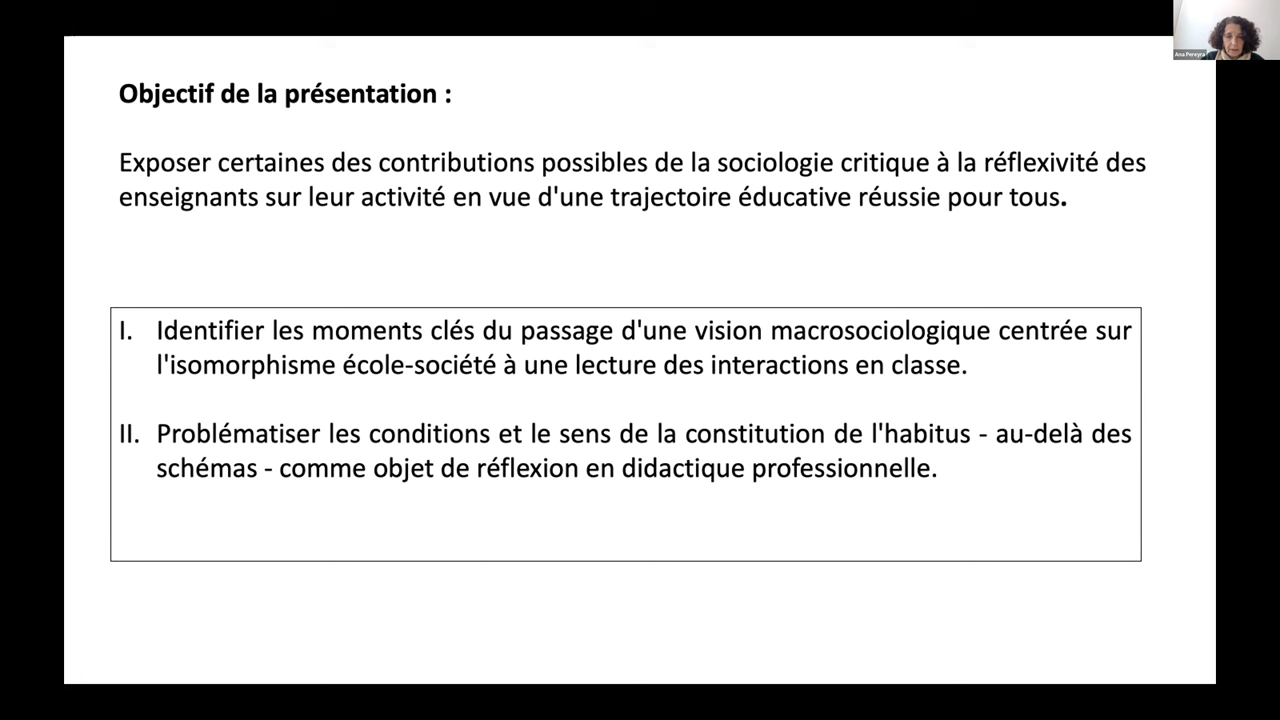 Ana Pereyra
Objectif de la présentation :
Exposer certaines des contributions possibles de la sociologie critique à la réflexivité des
enseignants sur leur activité en vue d'une trajectoire éducative réussie pour tous.
I. Identifier les moments clés du passage d'une vision macrosociologique centrée sur
l'isomorphisme école-société à une lecture des interactions en classe.
II. Problématiser les conditions et le sens de la constitution de l'habitus - au-delà des
schémas - comme objet de réflexion en didactique professionnelle.